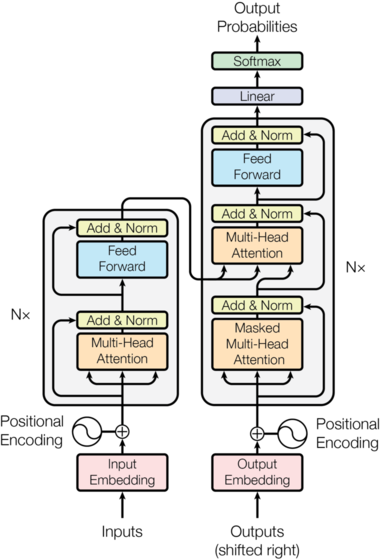 Output
Probabilities
Softmax
Linear
Add & Norm
Feed
Forward
Add & Norm
Multi-Head
Attention
Add & Norm
Masked
Multi-Head
Attention
Nx
Add & Norm
Feed
Forward
Add & Norm
Multi-Head
Attention
Nx
Positional
Encoding
Positional
Encoding
Input
Embedding
Output
Embedding
Inputs
Outputs
(shifted right)